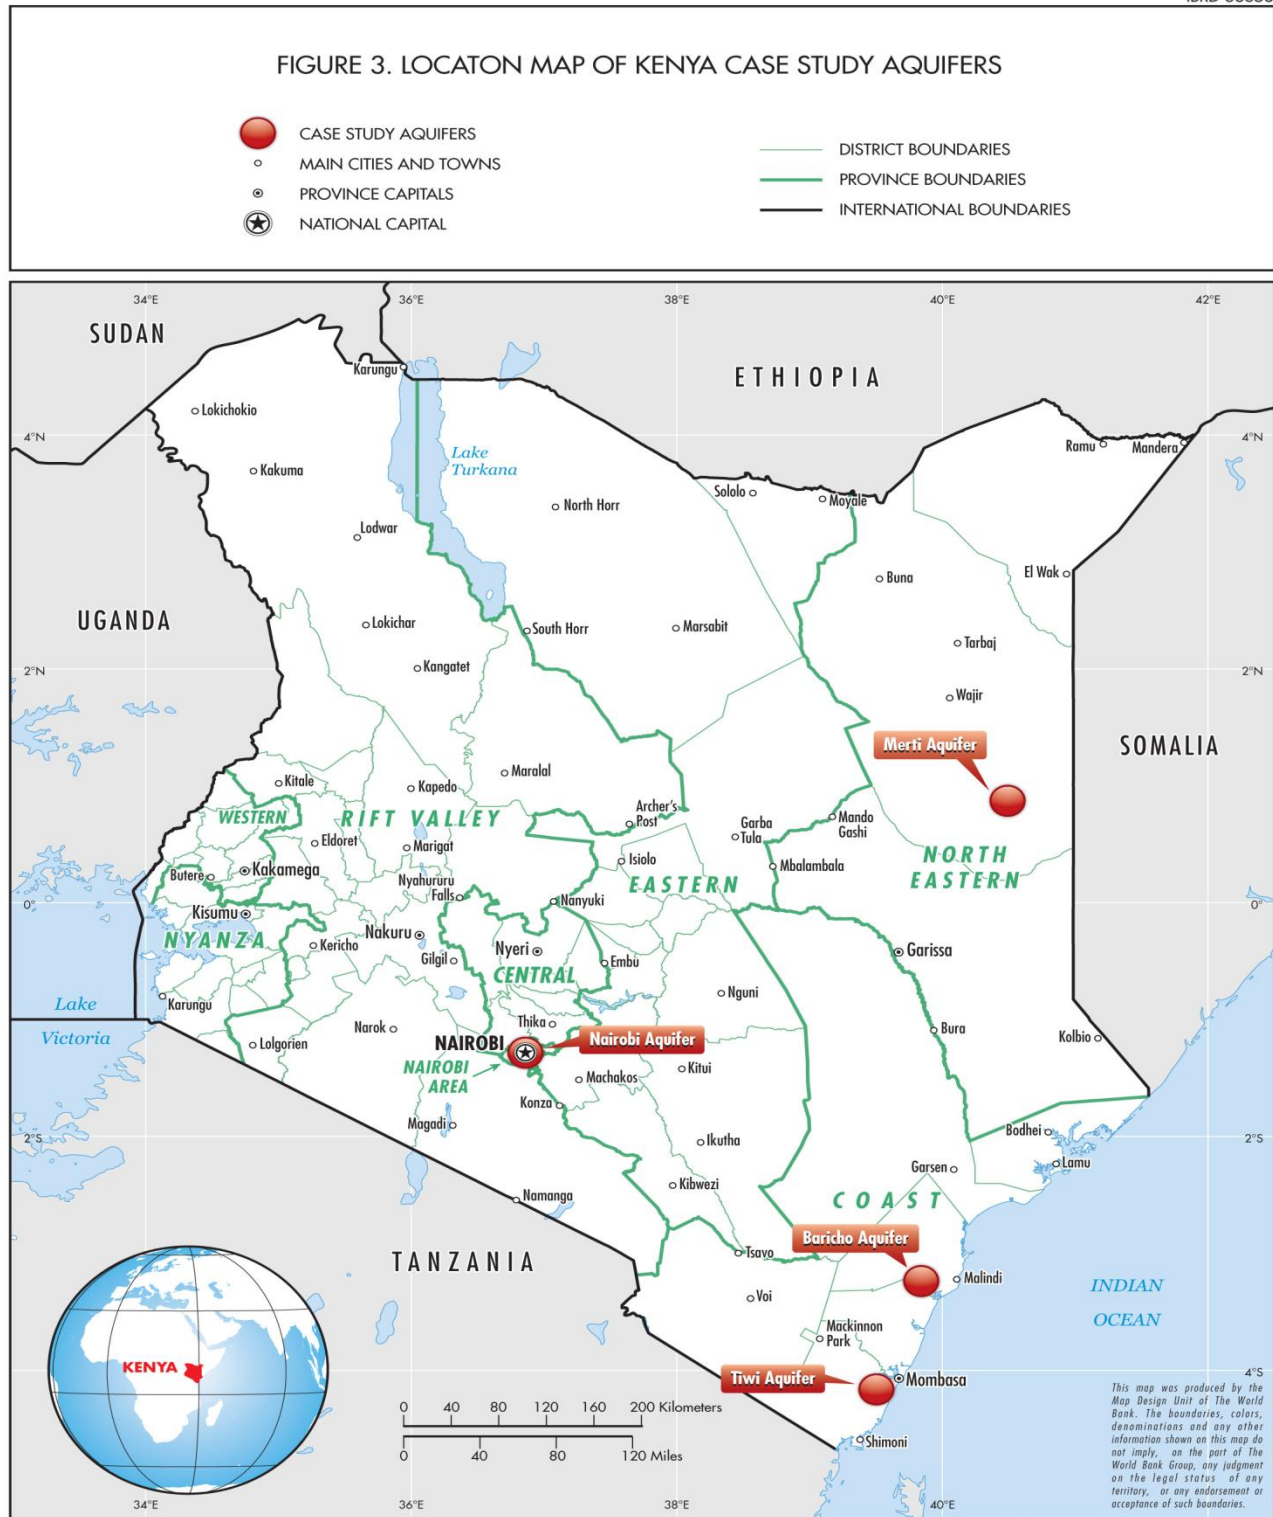 FIGURE 3. LOCATON MAP OF KENYA CASE STUDY AQUIFERS
CASE STUDY AQUIFERS
MAIN CITIES AND TOWNS
PROVINCE CAPITALS
NATIONAL CAPITAL
DISTRICT BOUNDARIES
PROVINCE BOUNDARIES
INTERNATIONAL BOUNDARIES
34°E
36°E
38°E
40°E
42°E
SUDAN
ETHIOPIA
Karungu
Lokichokio
4°N
4°N
Ramu
Mandera
Lake
Turkana
Kakuma
Sololo
Moyale
North Horr
Lodwar
Buna
El Wak
UGANDA
Lokichar
South Horr
Marsabit
Tarbaj
Kangatet
2°N
2°N
Wajir
Merti Aquifer
SOMALIA
Kitale
Kapedo
Maralal
WESTERN
RIFT VALLEY
Archer's
Post
Garba
Tula
Mando
Gashi
Eldoret
Marigat
Isiolo
Mbalambala
NORTH
EASTERN
Butere
Kakamega
Nyahururu
Falls
EASTERN
0°
0°
Nanyuki
Kisumu
NYANZA
Kericho
Nakuru
Gilgil
Nyeri
CENTRAL
Embu
Garissa
Nguni
Karungu
Lake
Victoria
Lolgorien
Narok
Thika
NAIROBI
Nairobi Aquifer
NAIROBI
AREA
Bura
Kolbio
Machakos
Kitui
Konza
Magadi
2°S
2°S
Ikutha
Bodhei
Lamu
Garsen
Namanga
Kibwezi
COAST
TANZANIA
Tsavo
Baricho Aquifer
Malindi
Voi
INDIAN
OCEAN
Mackinnon
Park
KENYA
Tiwi Aquifer
Mombasa
4°S
Shimoni
0 40 80 120 160 200 Kilometers
0 40 80 120 Miles
This map was produced by the
Map Design Unit of The World
Bank. The boundaries, colors,
denominations and any other
information shown on this map do
not imply, on the part of The
World Bank Group, any judgment
on the legal status of any
territory, or any endorsement or
acceptance of such boundaries.
34°E
36°E
40°E